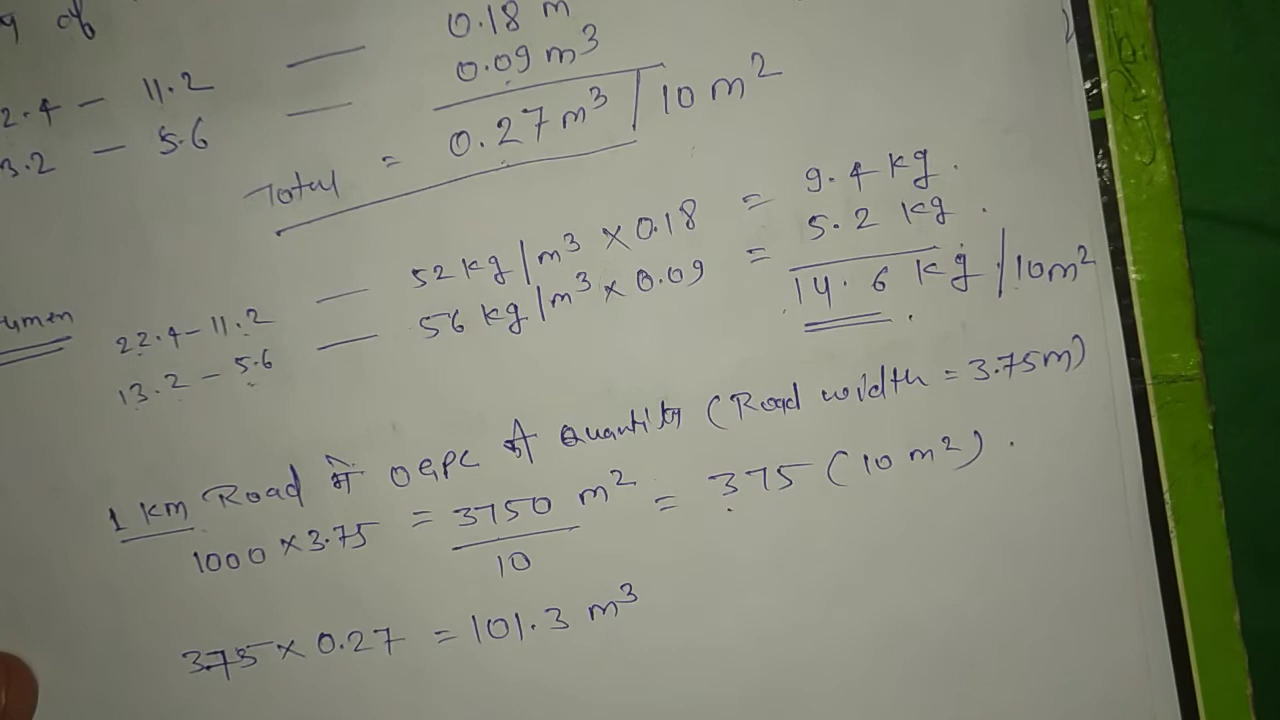 of
0.18 m
2.4 - 11.2 — 0.09 m³
3.2 - 5.6 —
Total = 0.27 m³ / 10 m²
22.4 - 11.2 — 52 kg/m³ × 0.18 = 9.4 kg.
13.2 - 5.6 — 56 kg/m³ × 0.09 = 5.2 kg.
14.6 kg / 10m²
1 KM Road में OGPC की Quantity (Road width = 3.75m)
1000 × 3.75 = 3750 m² = 375 (10 m²).
10
375 × 0.27 = 101.3 m³